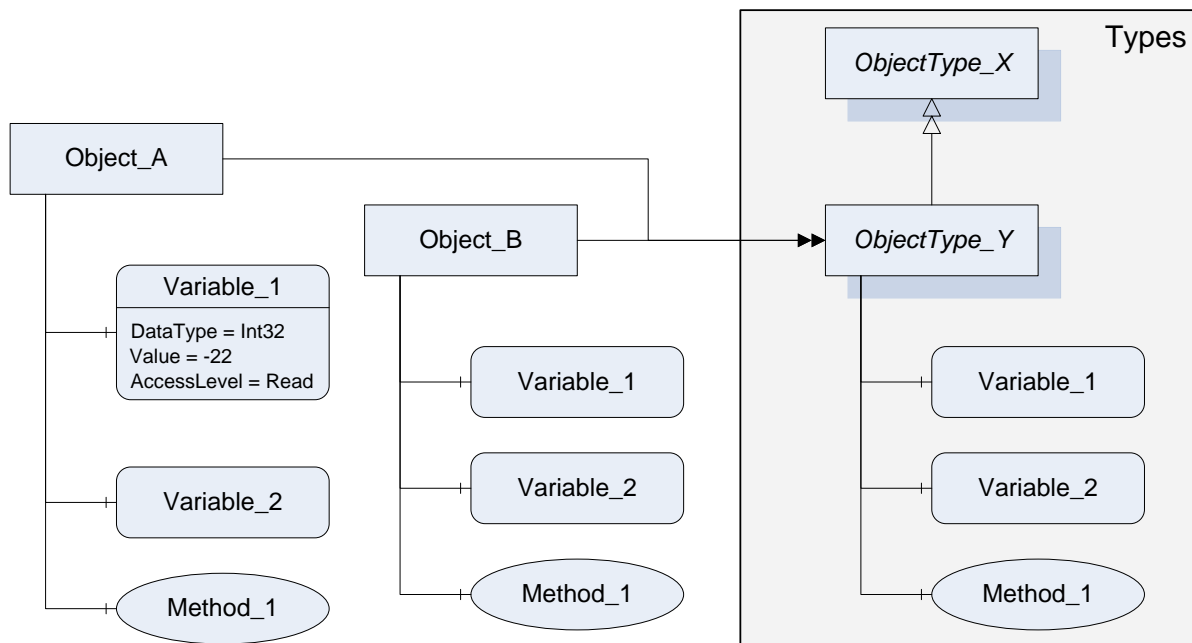 Types
ObjectType_X
Object_A
Object_B
ObjectType_Y
Variable_1
DataType = Int32
Value = -22
AccessLevel = Read
Variable_2
Method_1
Variable_1
Variable_2
Method_1
Variable_1
Variable_2
Method_1